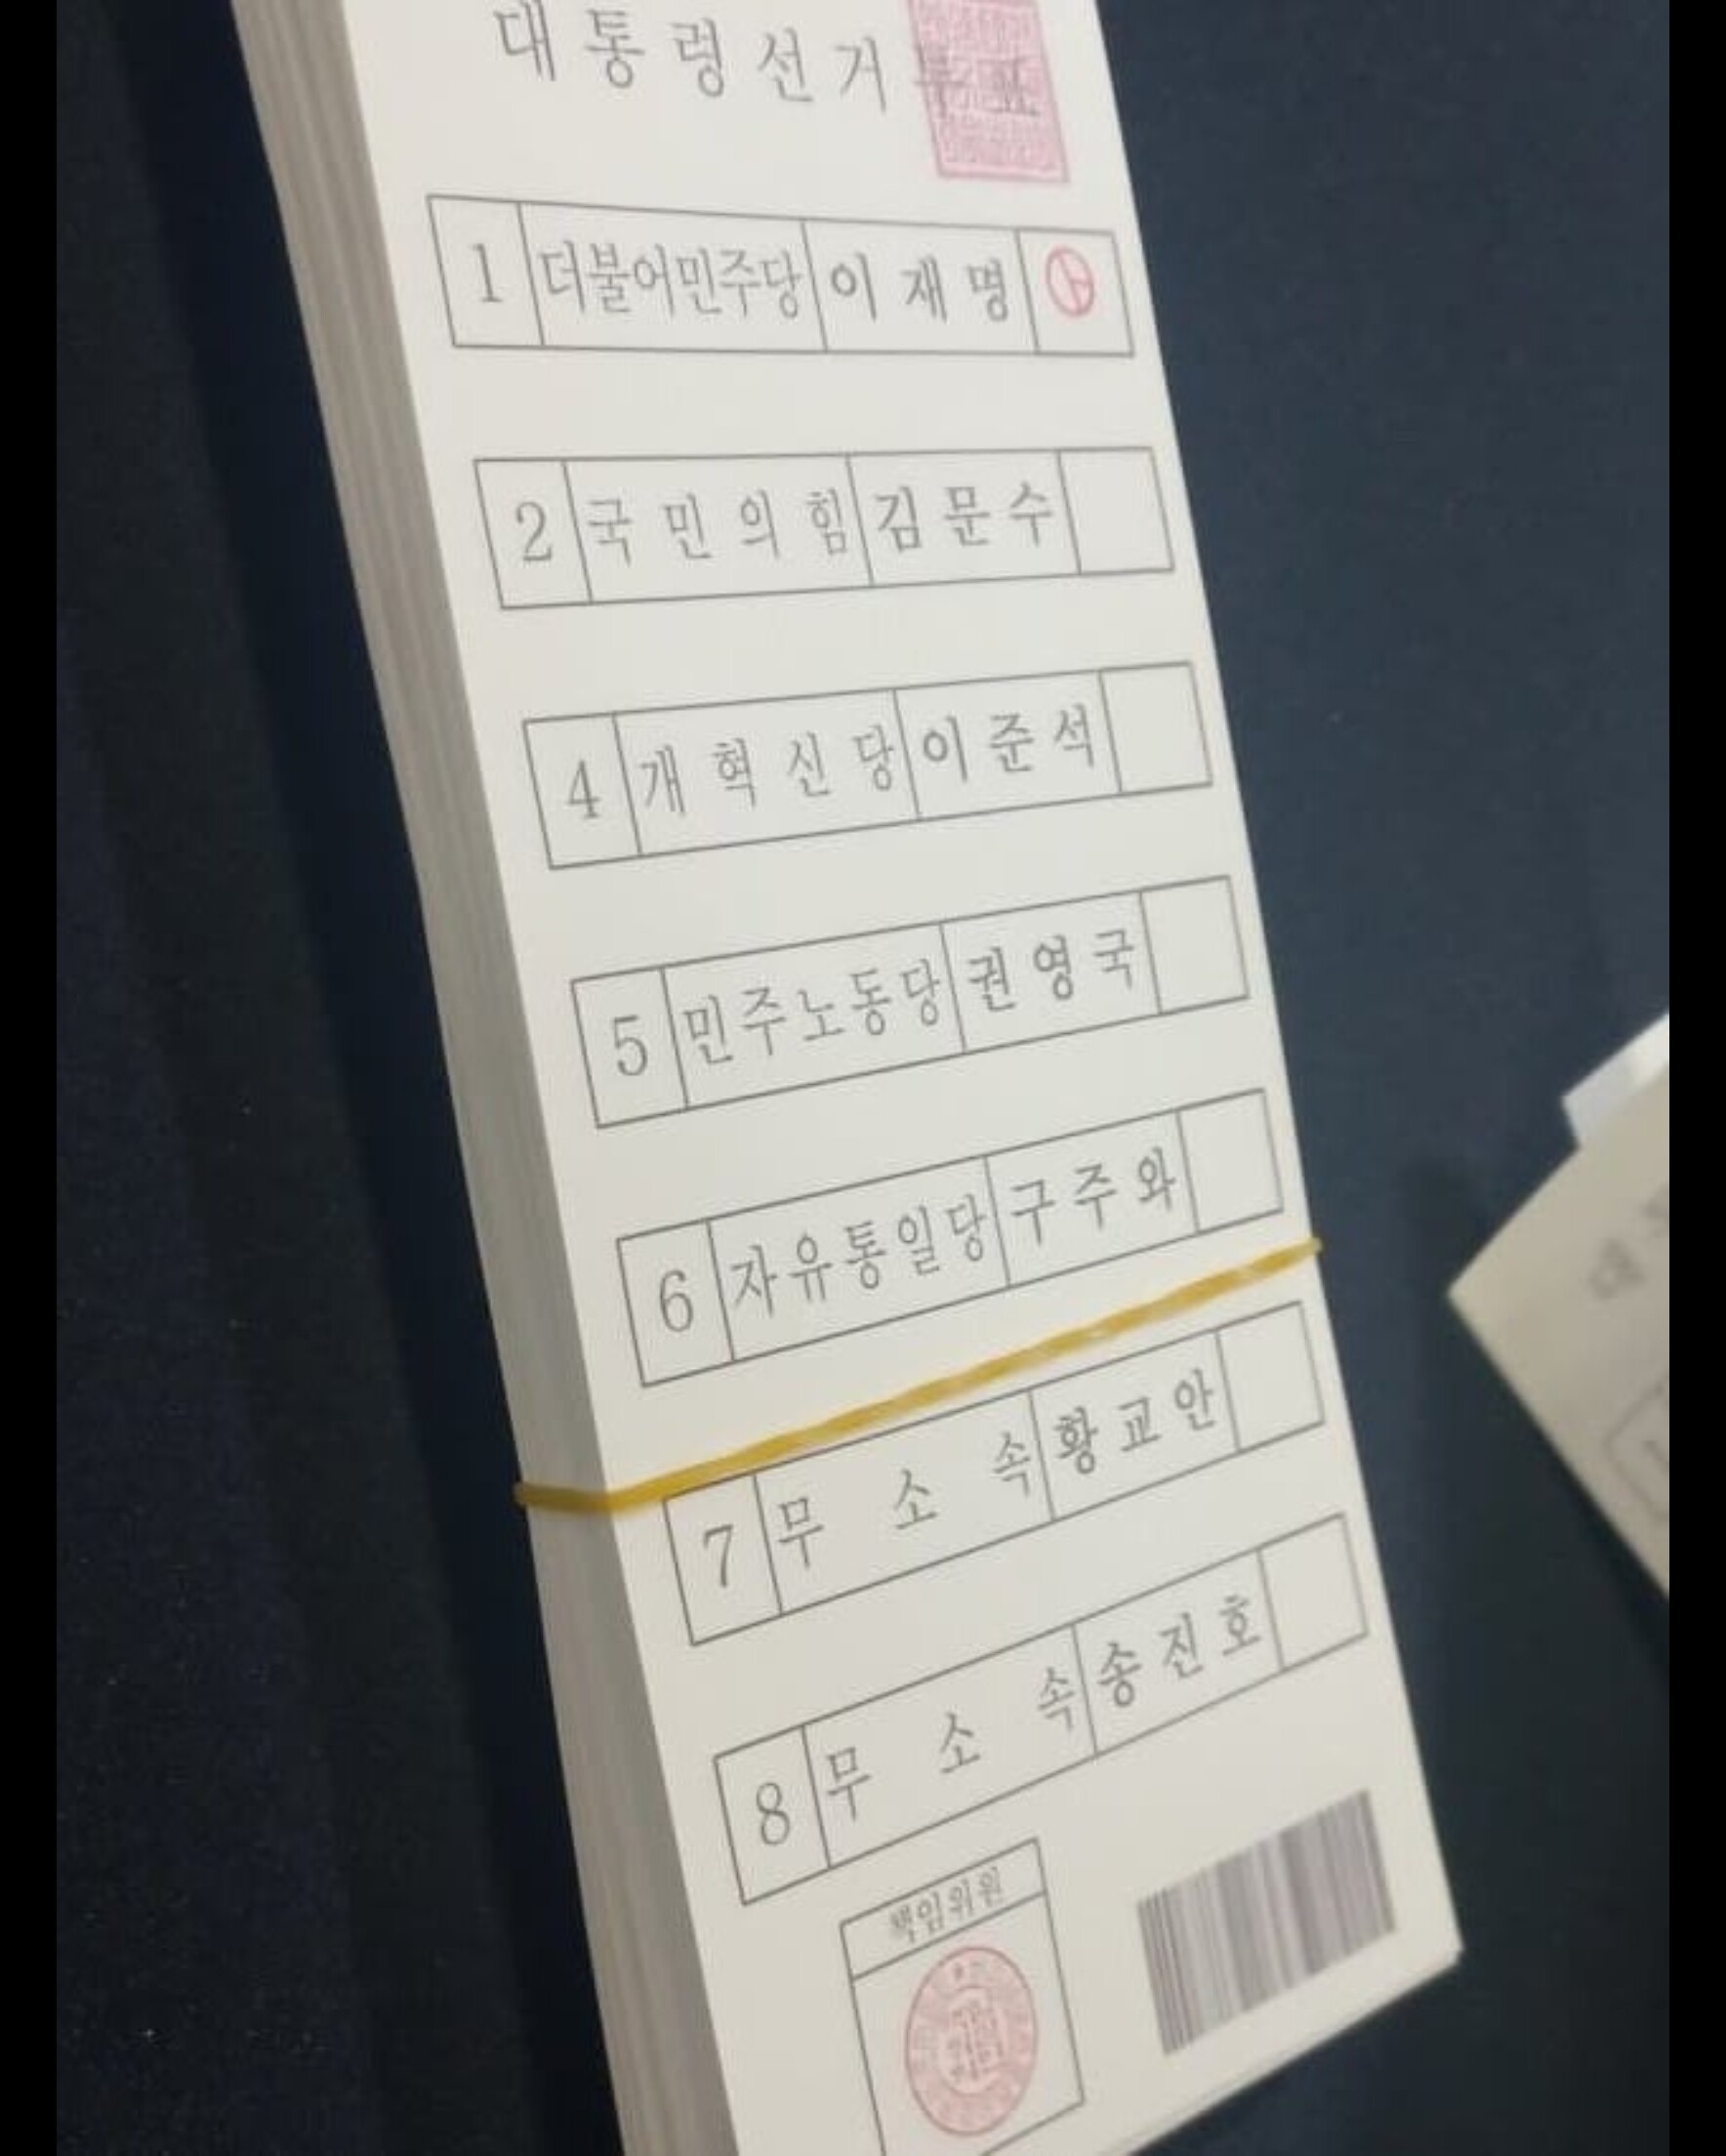 대통령선거투표
1 더불어민주당 이재명
2 국민의힘 김문수
4 개혁신당 이준석
5 민주노동당 권영국
6 자유통일당 구주와
7 무소속 황교안
8 무소속 송진호
책임위원